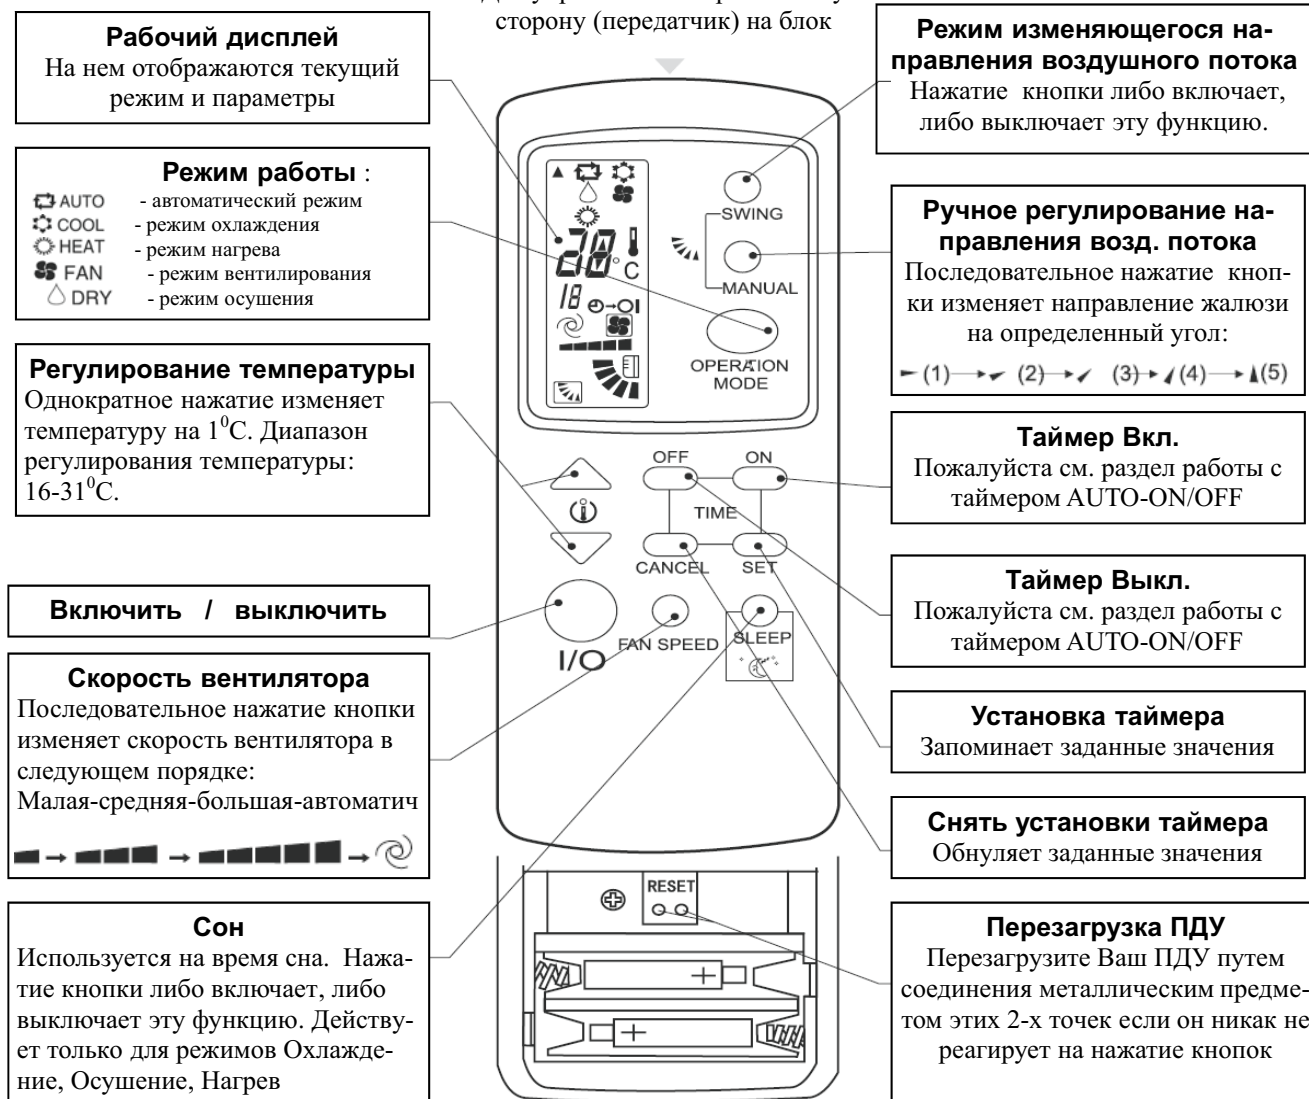 сторону (передатчик) на блок
Рабочий дисплей
На нем отображаются текущий
режим и параметры
Режим работы :
AUTO - автоматический режим
COOL - режим охлаждения
HEAT - режим нагрева
FAN - режим вентилирования
DRY - режим осушения
Регулирование температуры
Однократное нажатие изменяет
температуру на 1⁰С. Диапазон
регулирования температуры:
16-31⁰С.
Включить / выключить
Скорость вентилятора
Последовательное нажатие кнопки
изменяет скорость вентилятора в
следующем порядке:
Малая-средняя-большая-автоматич
Сон
Используется на время сна. Нажа-
тие кнопки либо включает, либо
выключает эту функцию. Действу-
ет только для режимов Охлажде-
ние, Осушение, Нагрев
°C
18
SWING
MANUAL
OPERATION
MODE
OFF ON
TIME
CANCEL SET
FAN SPEED SLEEP
I/O
RESET
Режим изменяющегося на-
правления воздушного потока
Нажатие кнопки либо включает,
либо выключает эту функцию.
Ручное регулирование на-
правления возд. потока
Последовательное нажатие кноп-
ки изменяет направление жалюзи
на определенный угол:
(1) (2) (3) (4) (5)
Таймер Вкл.
Пожалуйста см. раздел работы с
таймером AUTO-ON/OFF
Таймер Выкл.
Пожалуйста см. раздел работы с
таймером AUTO-ON/OFF
Установка таймера
Запоминает заданные значения
Снять установки таймера
Обнуляет заданные значения
Перезагрузка ПДУ
Перезагрузите Ваш ПДУ путем
соединения металлическим предме-
том этих 2-х точек если он никак не
реагирует на нажатие кнопок